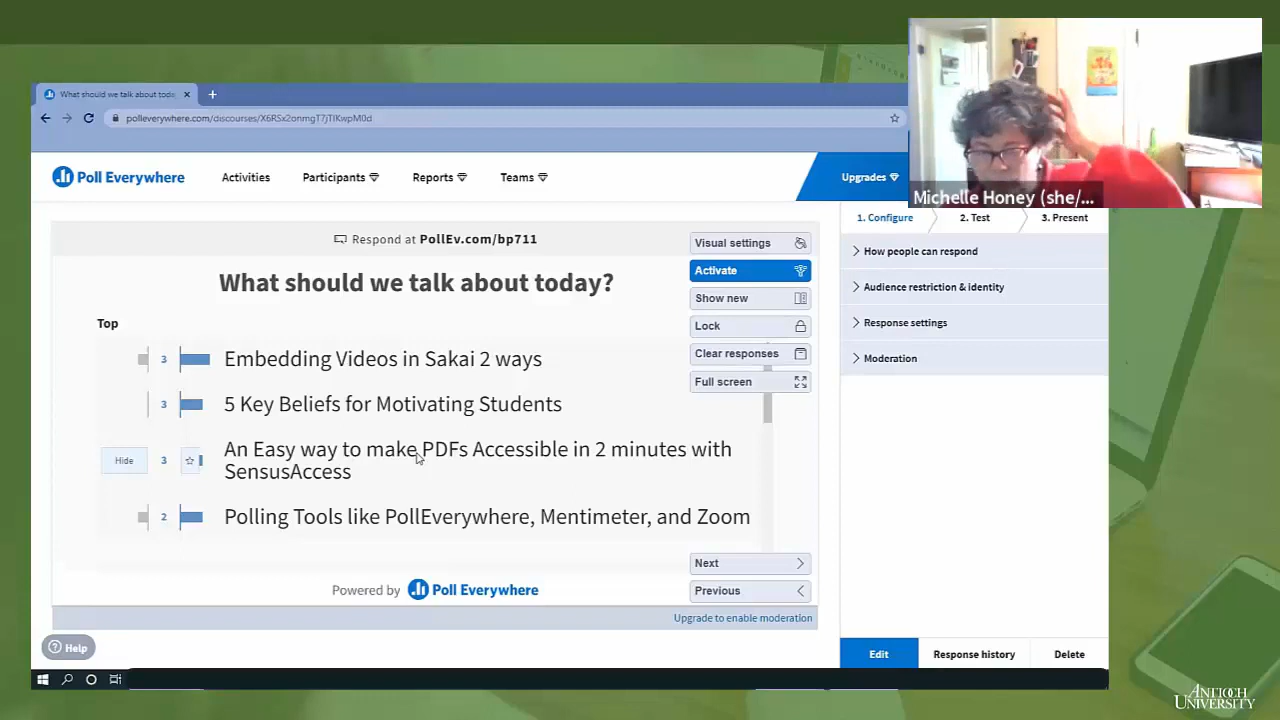 What should we talk about toda
polleverywhere.com/discourses/X6RSx2onmgT7jTlKwpM0d
Poll Everywhere
Activities
Participants
Reports
Teams
Upgrades
Michelle Honey (she/...
1. Configure
2. Test
3. Present
Respond at PollEv.com/bp711
What should we talk about today?
Top
3 Embedding Videos in Sakai 2 ways
3 5 Key Beliefs for Motivating Students
Hide 3 An Easy way to make PDFs Accessible in 2 minutes with
SensusAccess
2 Polling Tools like PollEverywhere, Mentimeter, and Zoom
Visual settings
Activate
Show new
Lock
Clear responses
Full screen
Next
Previous
Powered by Poll Everywhere
Upgrade to enable moderation
How people can respond
Audience restriction & identity
Response settings
Moderation
Help
Edit
Response history
Delete
ANTIOCH
UNIVERSITY